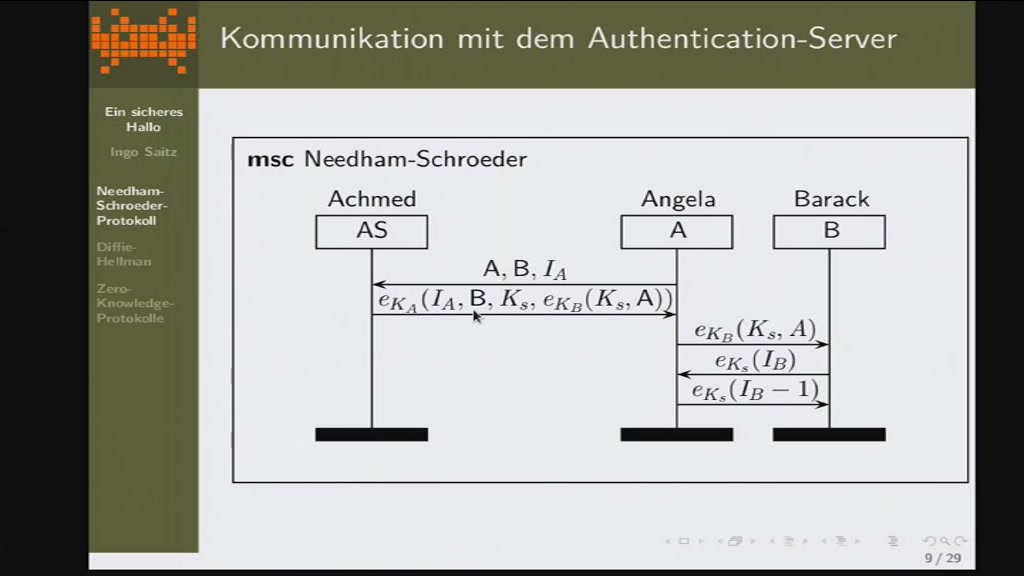 Kommunikation mit dem Authentication-Server
Ein sicheres
Hallo
Ingo Saitz
Needham-
Schroeder-
Protokoll
Diffie-
Hellman
Zero-
Knowledge-
Protokolle
msc Needham-Schroeder
Achmed Angela Barack
AS A B
A, B, I_A
e_{K_A}(I_A, B, K_s, e_{K_B}(K_s, A))
e_{K_B}(K_s, A)
e_{K_s}(I_B)
e_{K_s}(I_B − 1)
9 / 29